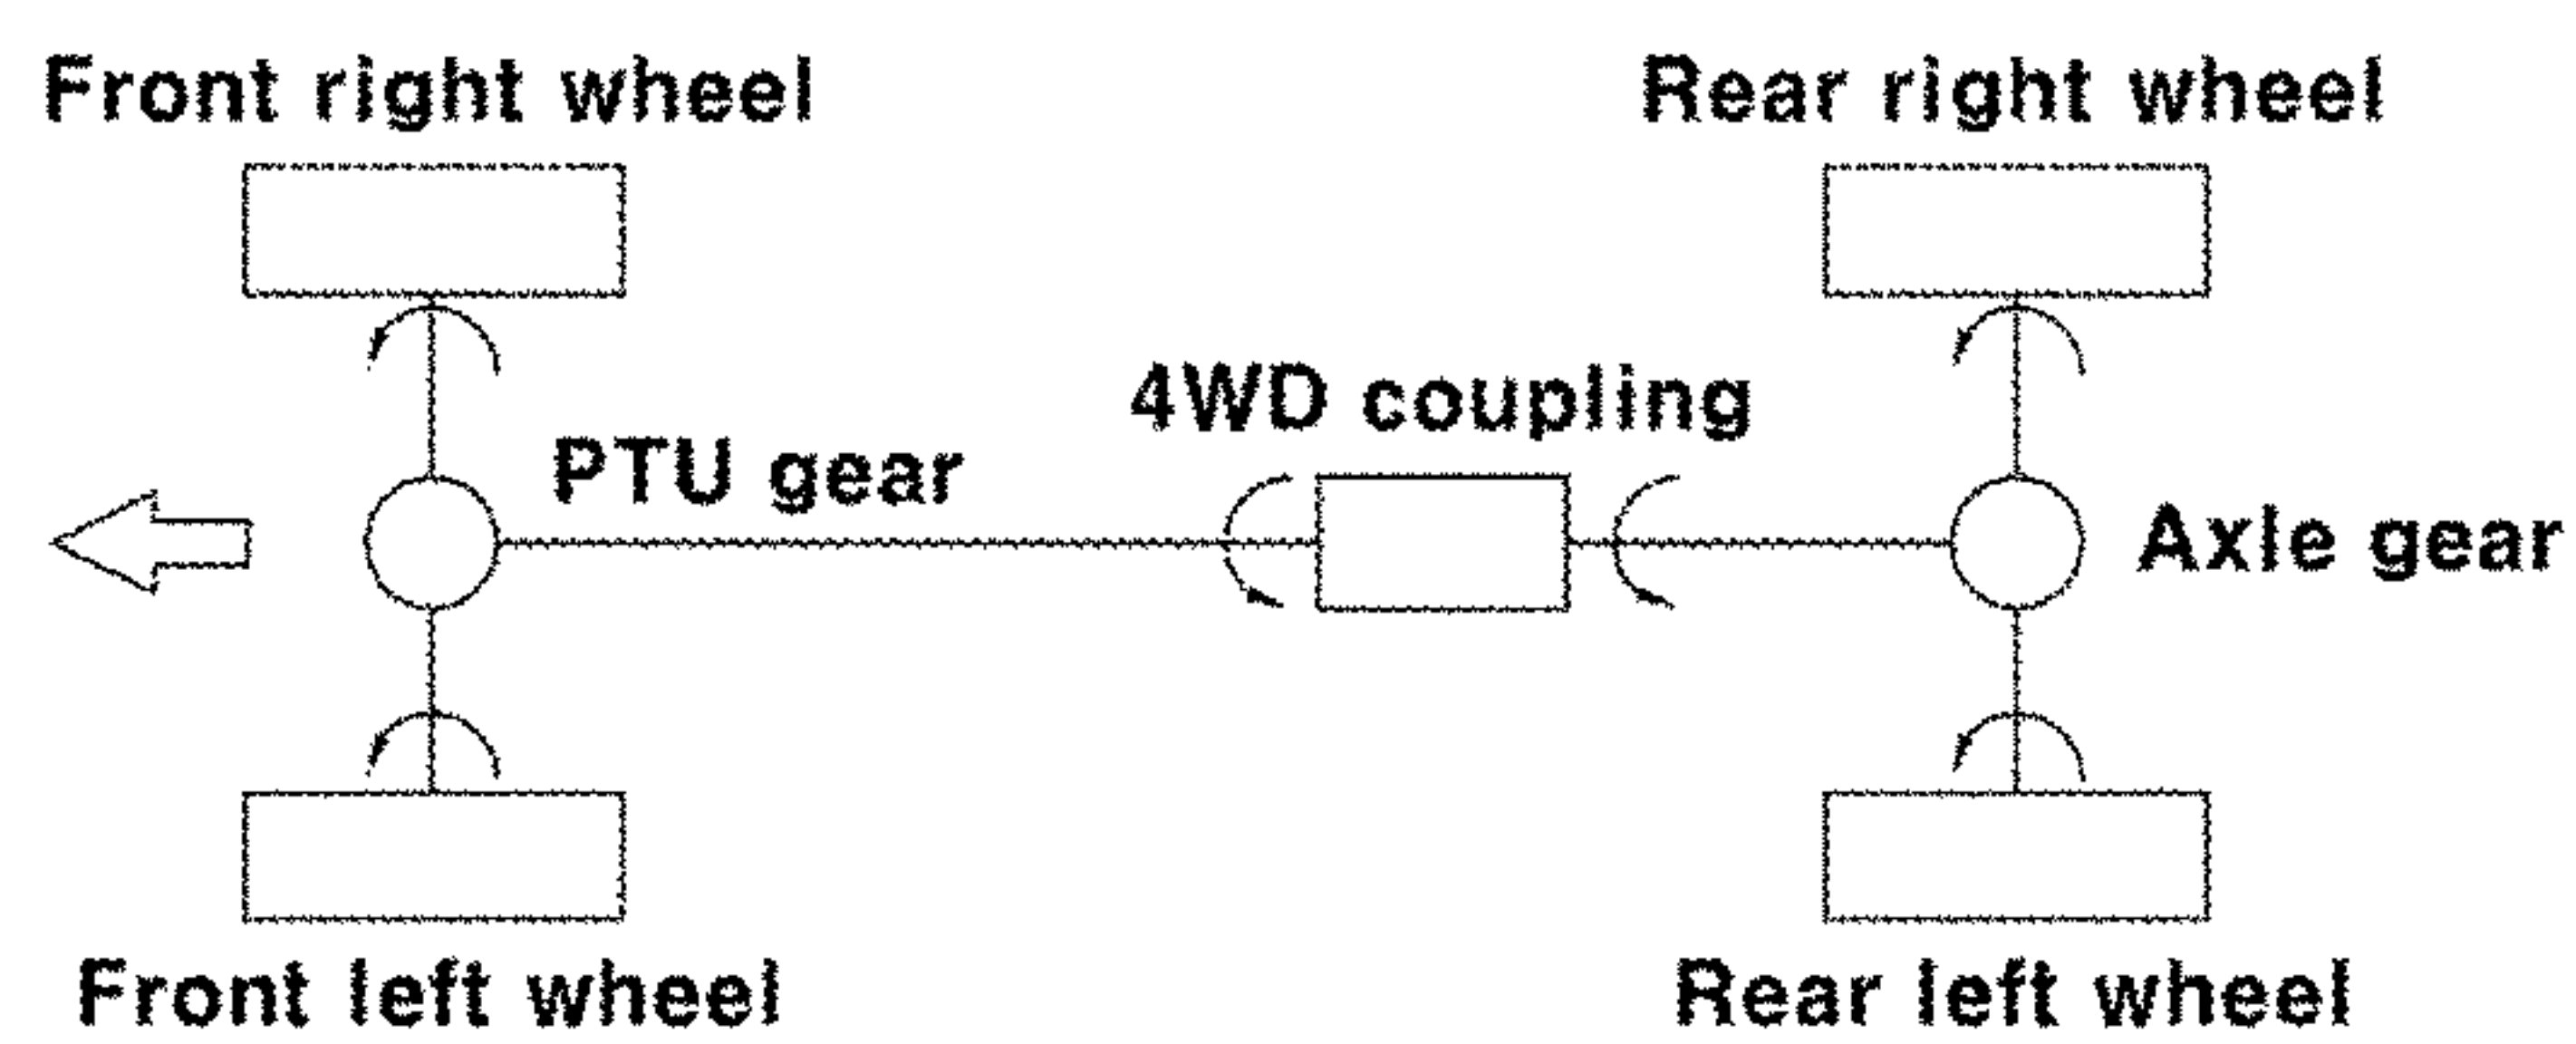 Front right wheel
Rear right wheel
4WD coupling
PTU gear
Axle gear
Front left wheel
Rear left wheel